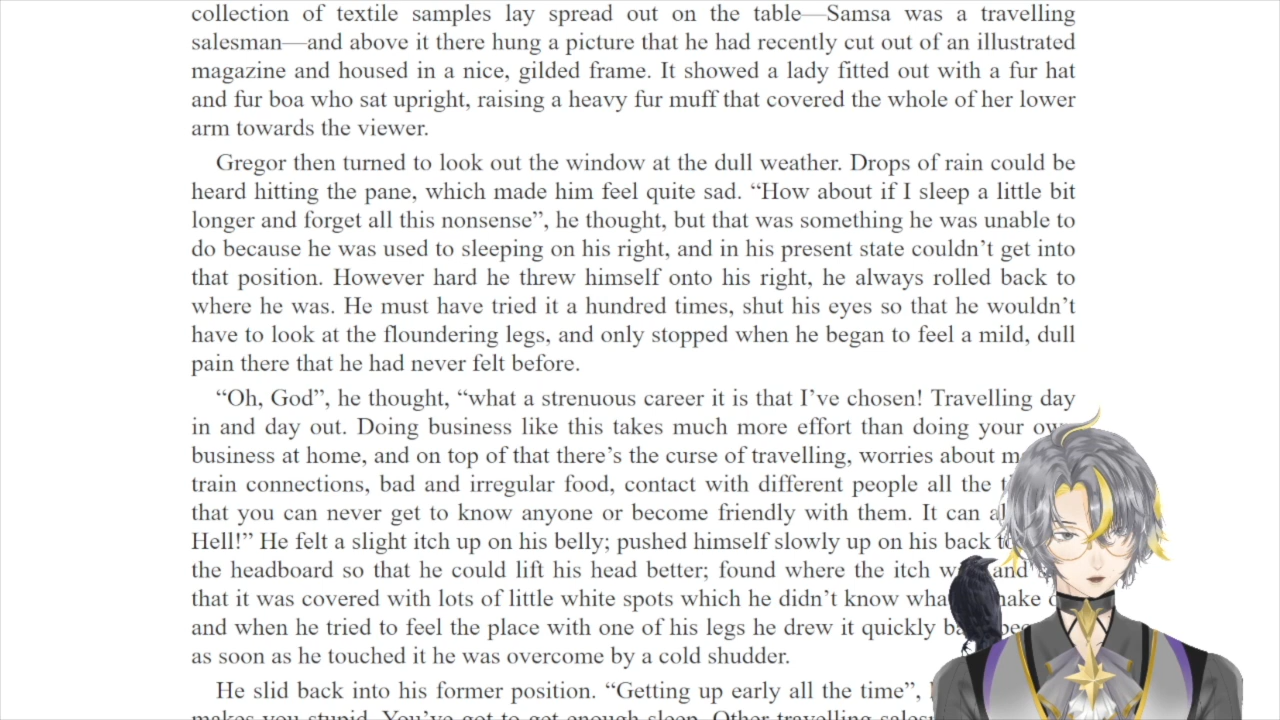 collection of textile samples lay spread out on the table—Samsa was a travelling
salesman—and above it there hung a picture that he had recently cut out of an illustrated
magazine and housed in a nice, gilded frame. It showed a lady fitted out with a fur hat
and fur boa who sat upright, raising a heavy fur muff that covered the whole of her lower
arm towards the viewer.
Gregor then turned to look out the window at the dull weather. Drops of rain could be
heard hitting the pane, which made him feel quite sad. “How about if I sleep a little bit
longer and forget all this nonsense”, he thought, but that was something he was unable to
do because he was used to sleeping on his right, and in his present state couldn’t get into
that position. However hard he threw himself onto his right, he always rolled back to
where he was. He must have tried it a hundred times, shut his eyes so that he wouldn’t
have to look at the floundering legs, and only stopped when he began to feel a mild, dull
pain there that he had never felt before.
“Oh, God”, he thought, “what a strenuous career it is that I’ve chosen! Travelling day
in and day out. Doing business like this takes much more effort than doing your
business at home, and on top of that there’s the curse of travelling, worries about
train connections, bad and irregular food, contact with different people all the
that you can never get to know anyone or become friendly with them. It can
Hell!” He felt a slight itch up on his belly; pushed himself slowly up on his back
the headboard so that he could lift his head better; found where the itch and
that it was covered with lots of little white spots which he didn’t know
and when he tried to feel the place with one of his legs he drew it quickly
as soon as he touched it he was overcome by a cold shudder.
He slid back into his former position. “Getting up early all the time”,
makes you stupid. You’ve got to get enough sleep. Other travelling